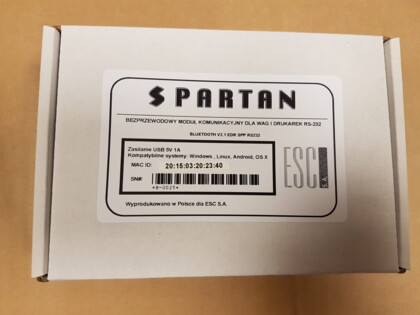 SPARTAN
BEZPRZEWODOWY MODUŁ KOMUNIKACYJNY DLA WAG I DRUKAREK RS-232
BLUETOOTH V2.1 EDR SPP RS232
Zasilanie USB 5V 1A
Kompatybilne systemy Windows, Linux, Android, OS X
MAC ID: 20:15:03:20:23:40
SN#
ESC S.A.
Wyprodukowano w Polsce dla ESC S.A.